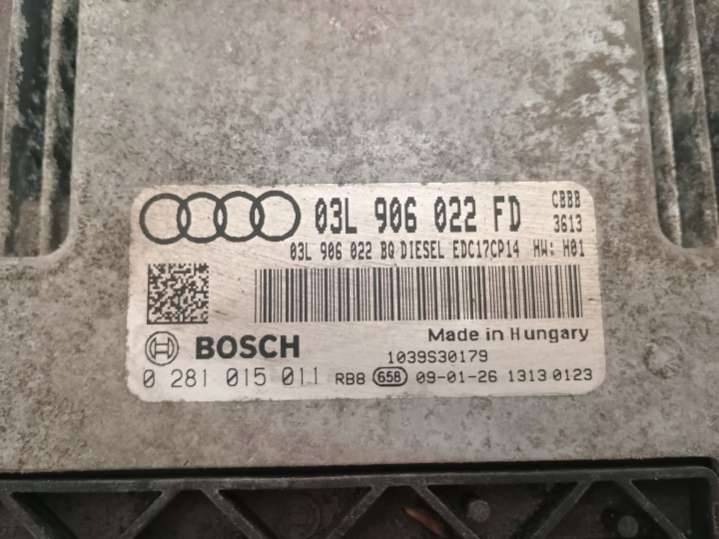 03L 906 022 FD CBBB
3613
03L 906 022 BQ DIESEL EDC17CP14 HW: H01
Made in Hungary
BOSCH
1039S30179
0 281 015 011 RB8 658 09-01-26 1313 0123